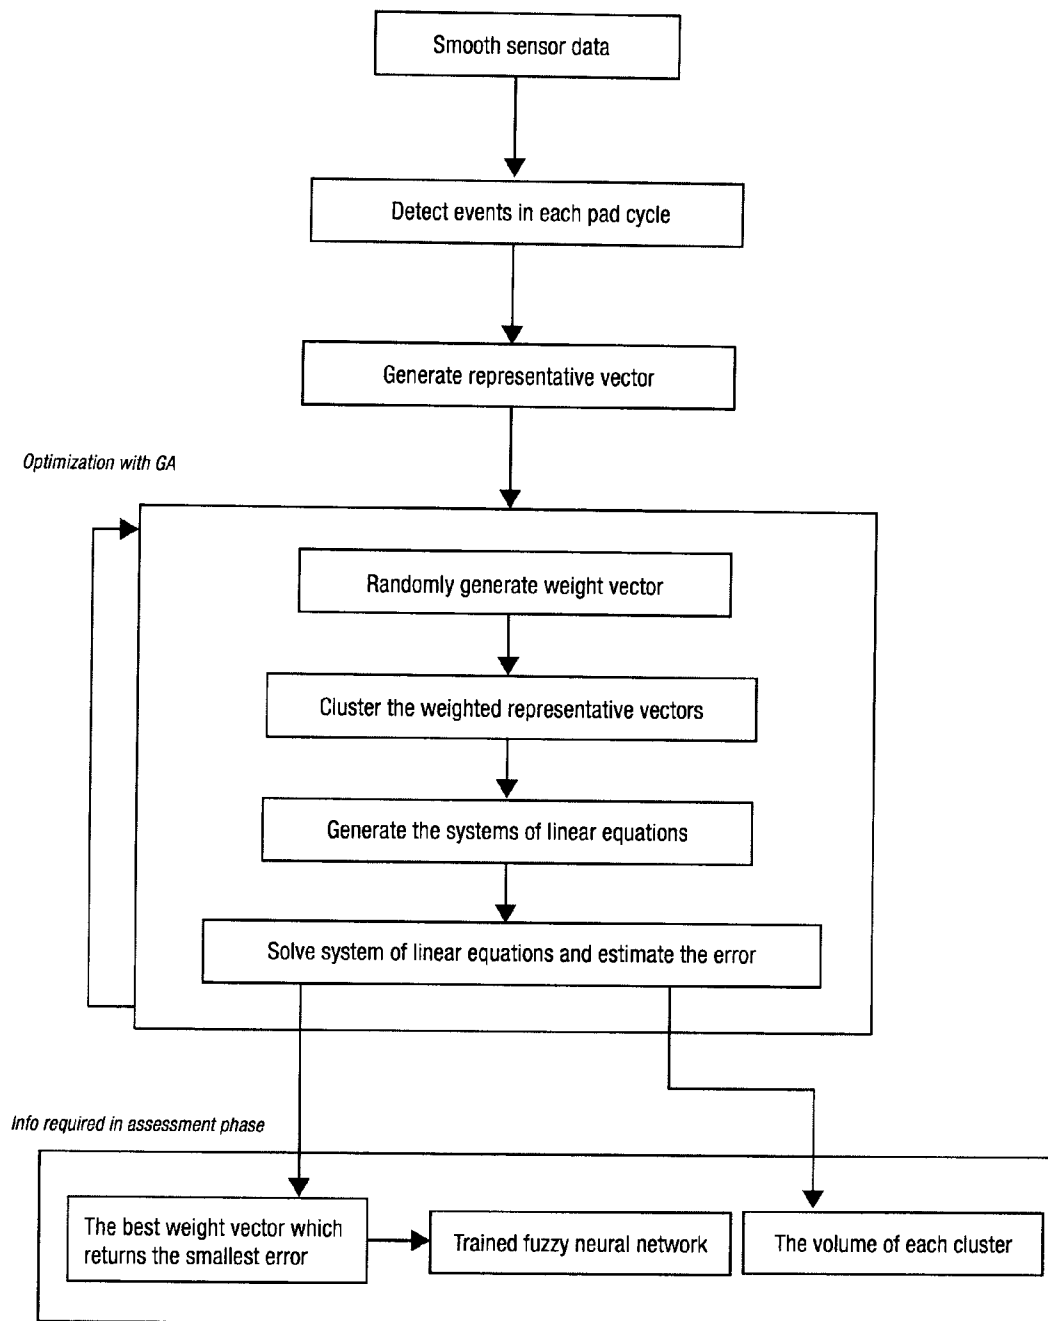 Smooth sensor data
Detect events in each pad cycle
Generate representative vector
Optimization with GA
Randomly generate weight vector
Cluster the weighted representative vectors
Generate the systems of linear equations
Solve system of linear equations and estimate the error
Info required in assessment phase
The best weight vector which
returns the smallest error
Trained fuzzy neural network
The volume of each cluster